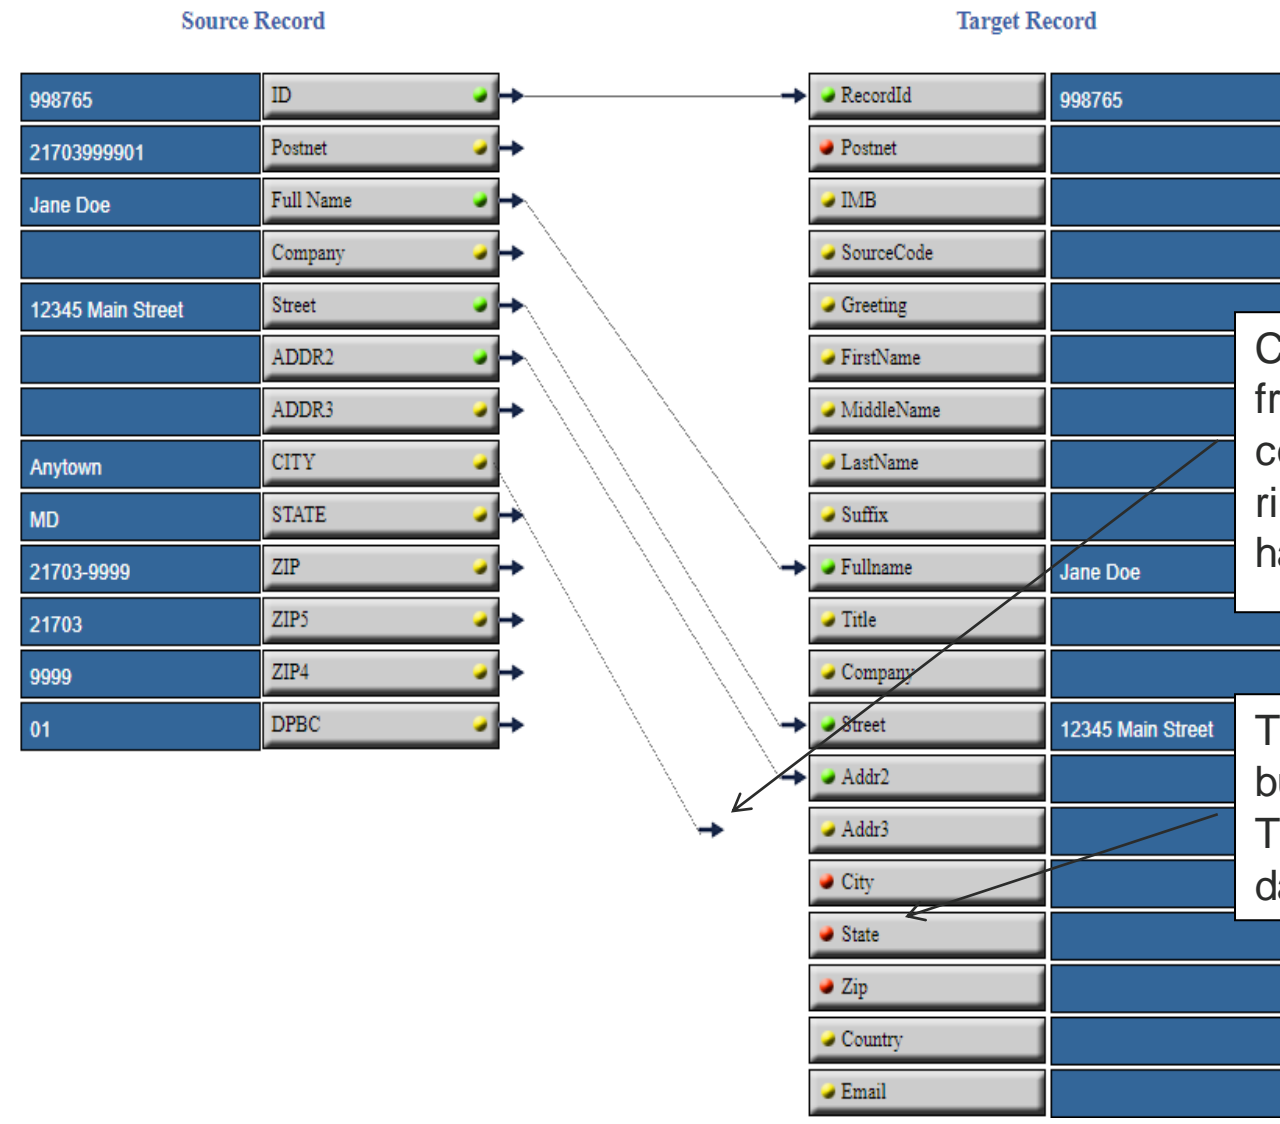 Source Record
Target Record
998765 ID RecordId 998765
21703999901 Postnet Postnet
Jane Doe Full Name IMB
Company SourceCode
12345 Main Street Street Greeting
ADDR2 FirstName
ADDR3 MiddleName
Anytown CITY LastName
MD STATE Suffix
21703-9999 ZIP Fullname Jane Doe
21703 ZIP5 Title
9999 ZIP4 Company
01 DPBC Street 12345 Main Street
Addr2
Addr3
City
State
Zip
Country
Email